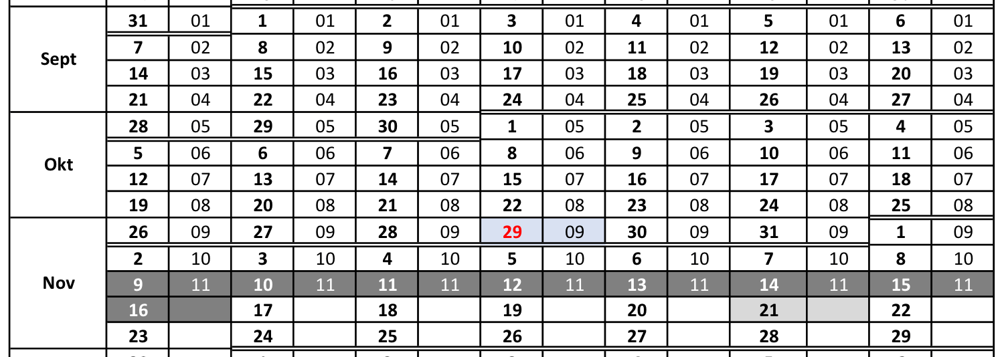 31 01 1 01 2 01 3 01 4 01 5 01 6 01
Sept
7 02 8 02 9 02 10 02 11 02 12 02 13 02
14 03 15 03 16 03 17 03 18 03 19 03 20 03
21 04 22 04 23 04 24 04 25 04 26 04 27 04
28 05 29 05 30 05 1 05 2 05 3 05 4 05
Okt
5 06 6 06 7 06 8 06 9 06 10 06 11 06
12 07 13 07 14 07 15 07 16 07 17 07 18 07
19 08 20 08 21 08 22 08 23 08 24 08 25 08
26 09 27 09 28 09 29 09 30 09 31 09 1 09
2 10 3 10 4 10 5 10 6 10 7 10 8 10
Nov
9 11 10 11 11 11 12 11 13 11 14 11 15 11
16 17 18 19 20 21 22
23 24 25 26 27 28 29